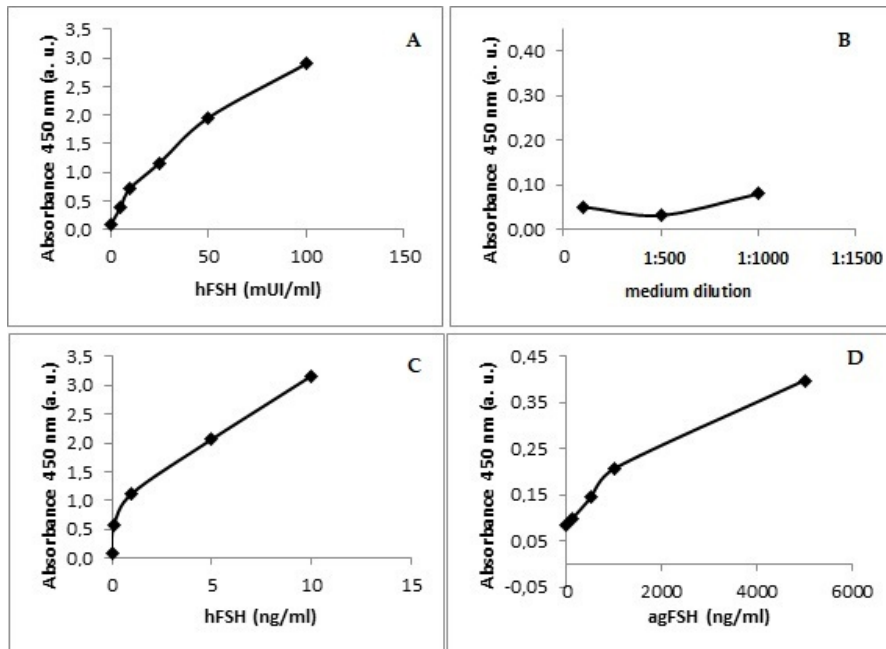 A
Absorbance 450 nm (a. u.)
3,5
3,0
2,5
2,0
1,5
1,0
0,5
0,0
0 50 100 150
hFSH (mUI/ml)
B
Absorbance 450 nm (a. u.)
0,40
0,30
0,20
0,10
0,00
0 1:500 1:1000 1:1500
medium dilution
C
Absorbance 450 nm (a. u.)
3.5
3.0
2.5
2.0
1.5
1.0
0.5
0.0
0 5 10 15
hFSH (ng/ml)
D
Absorbance 450 nm (a. u.)
0,45
0,35
0,25
0,15
0,05
-0,05
0 2000 4000 6000
agFSH (ng/ml)